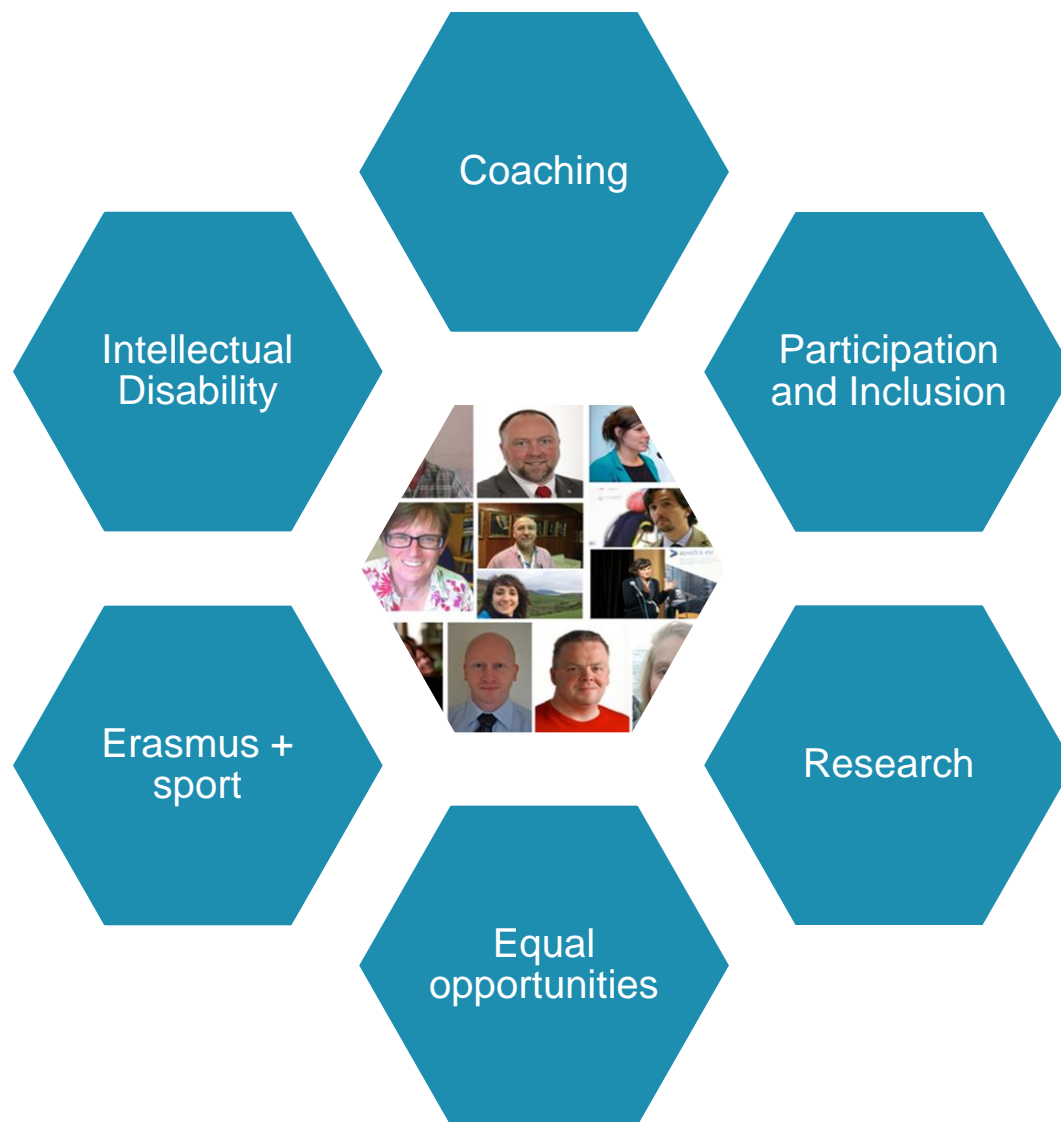 Coaching
Participation
and Inclusion
Research
Equal
opportunities
Erasmus +
sport
Intellectual
Disability